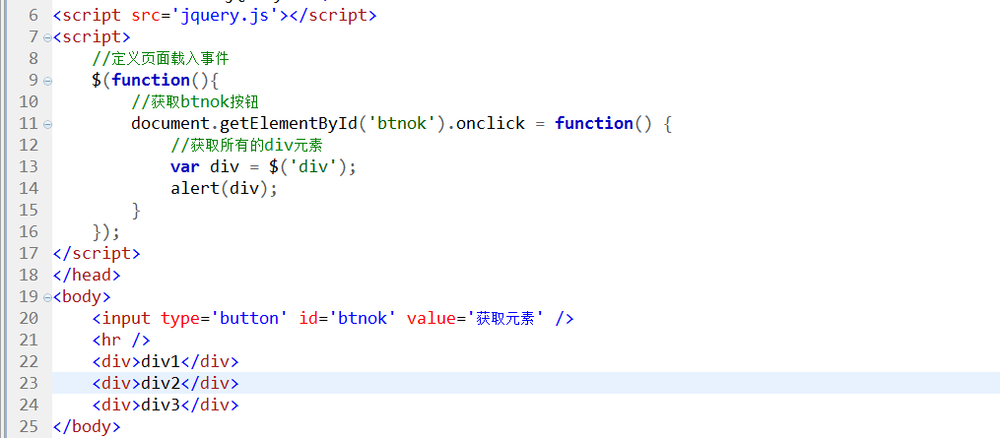 6 <script src='jquery.js'></script>
7 <script>
8 //定义页面载入事件
9 $(function(){
10 //获取btnok按钮
11 document.getElementById('btnok').onclick = function() {
12 //获取所有的div元素
13 var div = $('div');
14 alert(div);
15 }
16 });
17 </script>
18 </head>
19 <body>
20 <input type='button' id='btnok' value='获取元素' />
21 <hr />
22 <div>div1</div>
23 <div>div2</div>
24 <div>div3</div>
25 </body>